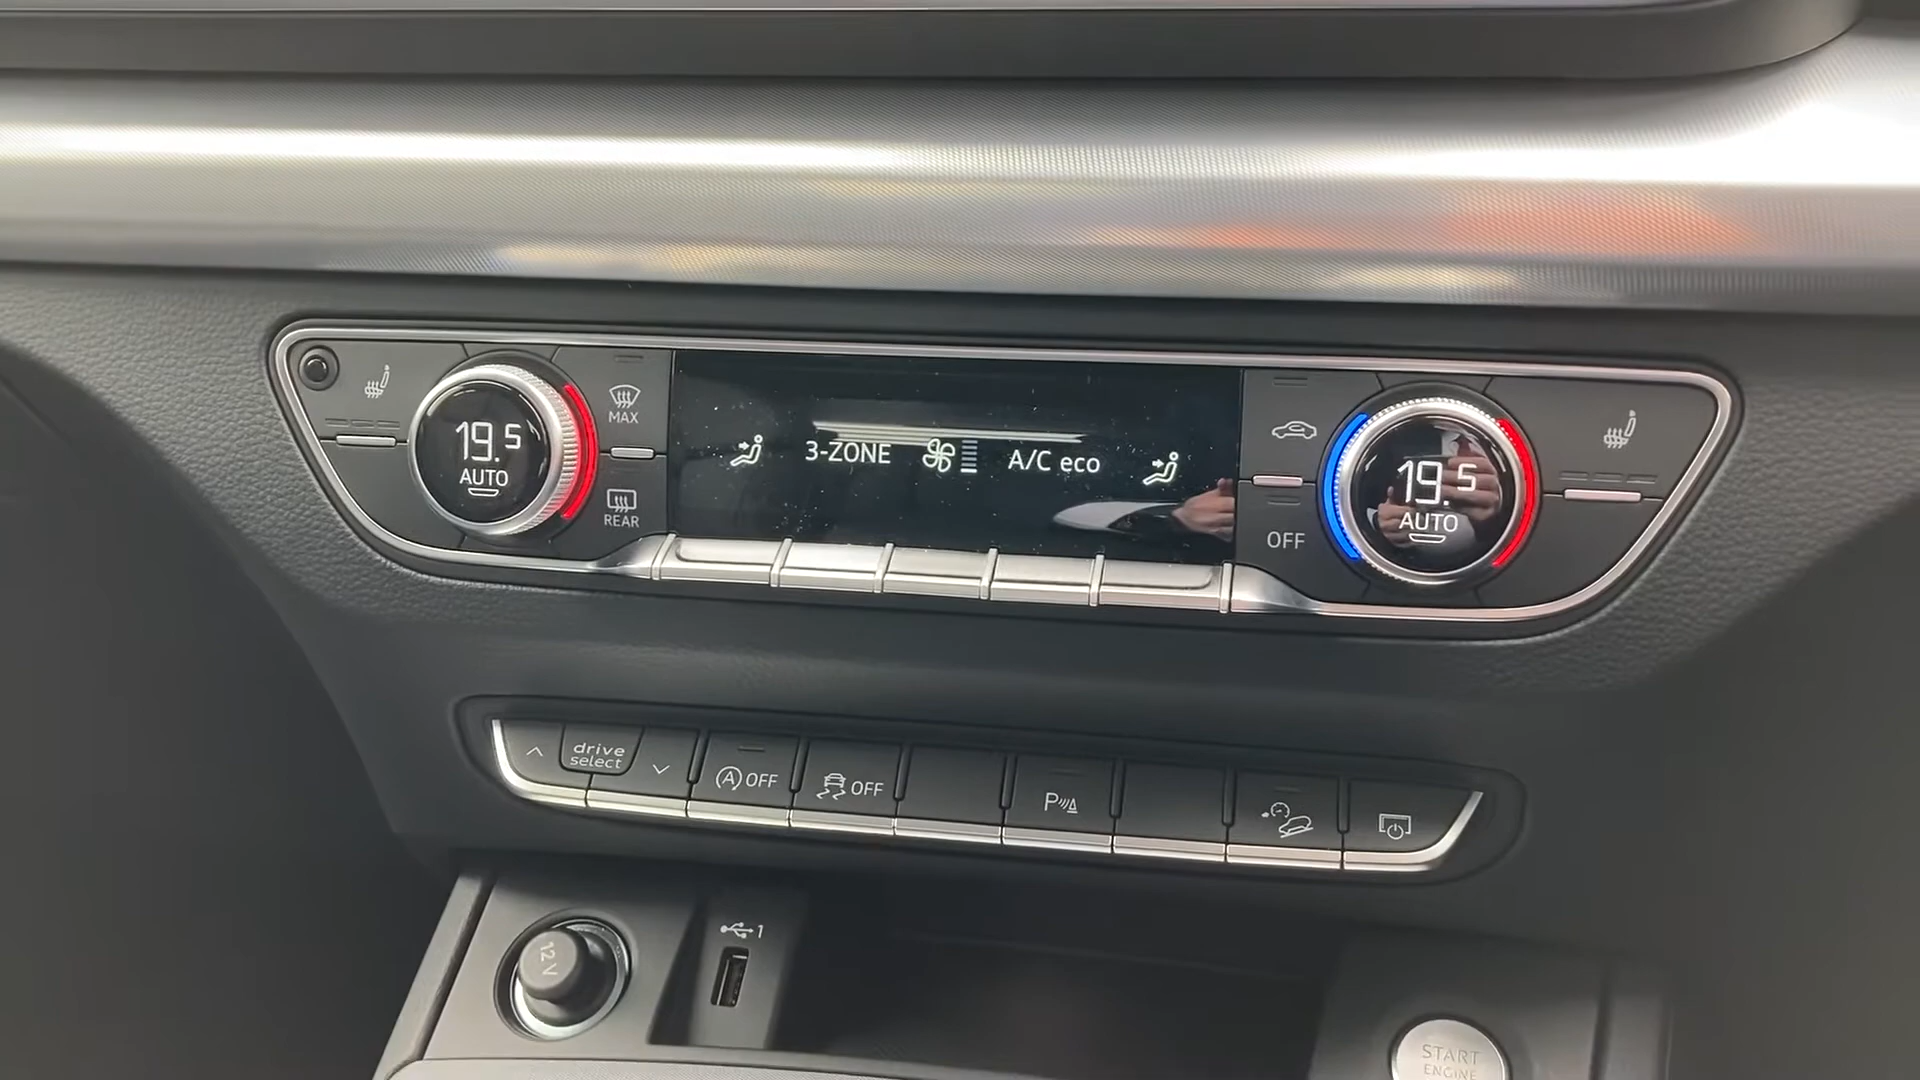 19.5
AUTO
MAX
REAR
3-ZONE
A/C eco
OFF
19.5
AUTO
drive
select
A OFF
OFF
P
12 V
1
START
ENGINE